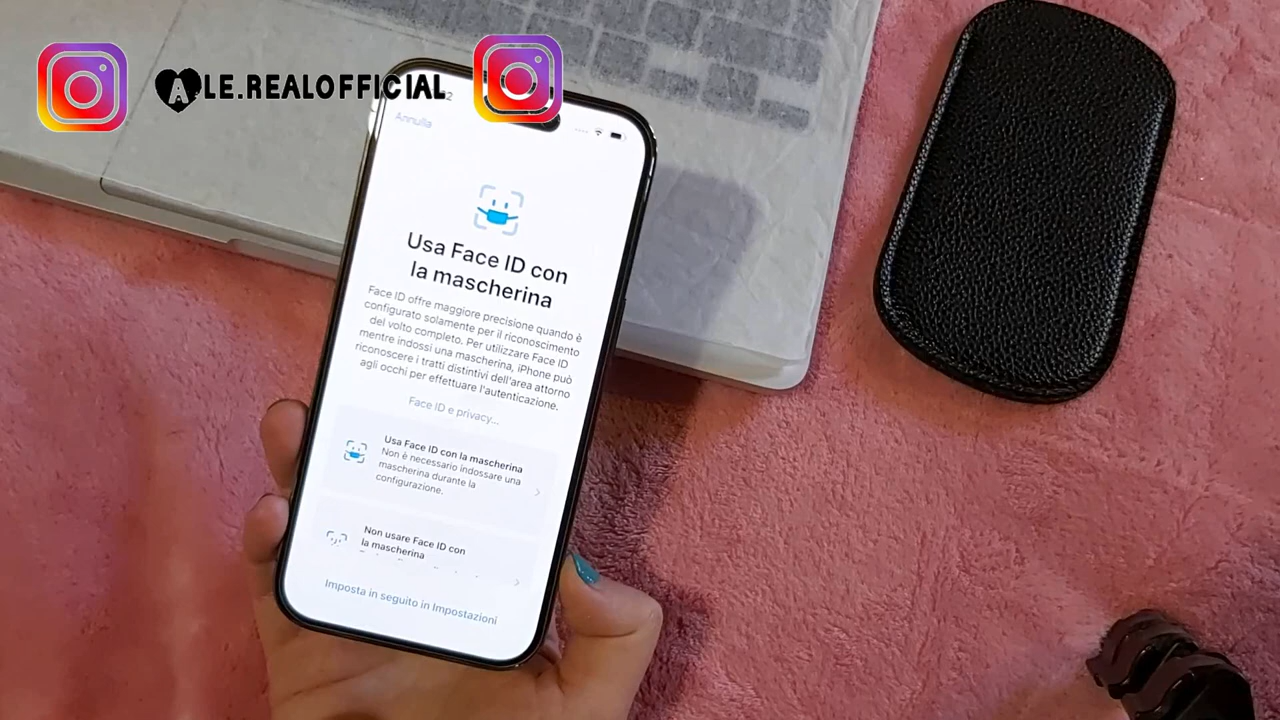 ALE.REALOFFICIAL
2
Annulla
Usa Face ID con
la mascherina
Face ID offre maggiore precisione quando è
configurato solamente per il riconoscimento
del volto completo. Per utilizzare Face ID
mentre indossi una mascherina, iPhone può
riconoscere i tratti distintivi dell'area attorno
agli occhi per effettuare l'autenticazione.
Face ID e privacy...
Usa Face ID con la mascherina
Non è necessario indossare una
mascherina durante la
configurazione.
Non usare Face ID con
la mascherina
Imposta in seguito in Impostazioni